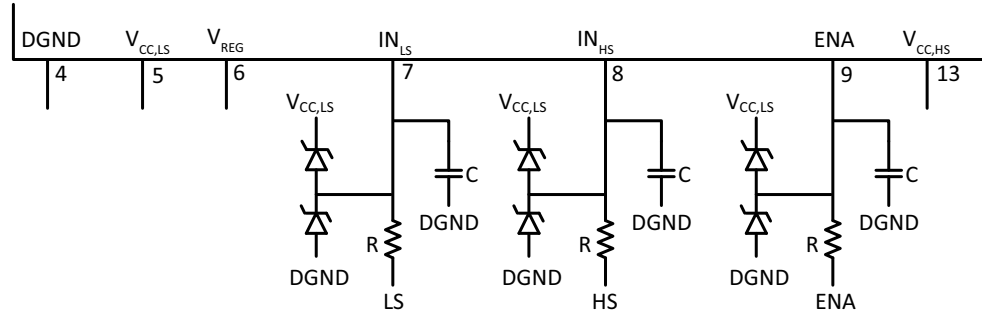 DGND V_CC,LS V_REG IN_LS IN_HS ENA V_CC,HS
4 5 6 7 8 9 13
V_CC,LS V_CC,LS V_CC,LS
C C C
DGND DGND DGND
R R R
DGND DGND DGND
LS HS ENA